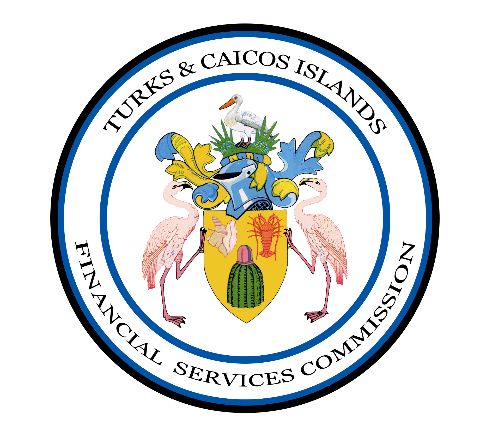 TURKS & CAICOS ISLANDS
FINANCIAL SERVICES COMMISSION